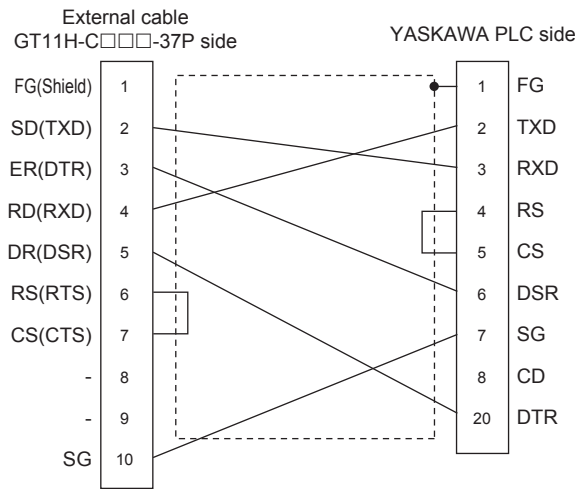 External cable
GT11H-C□□□-37P side
YASKAWA PLC side
FG(Shield) 1
1 FG
SD(TXD) 2
2 TXD
ER(DTR) 3
3 RXD
RD(RXD) 4
4 RS
DR(DSR) 5
5 CS
RS(RTS) 6
6 DSR
CS(CTS) 7
7 SG
- 8
8 CD
- 9
20 DTR
SG 10